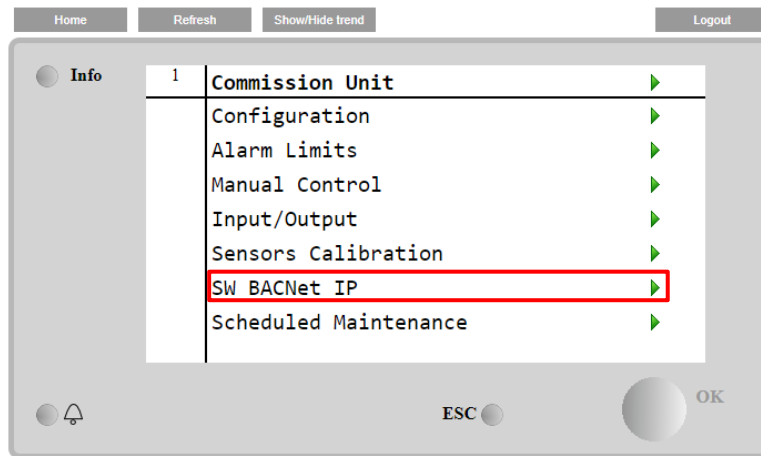 Home Refresh Show/Hide trend Logout
Info
1 Commission Unit
Configuration
Alarm Limits
Manual Control
Input/Output
Sensors Calibration
SW BACNet IP
Scheduled Maintenance
ESC OK